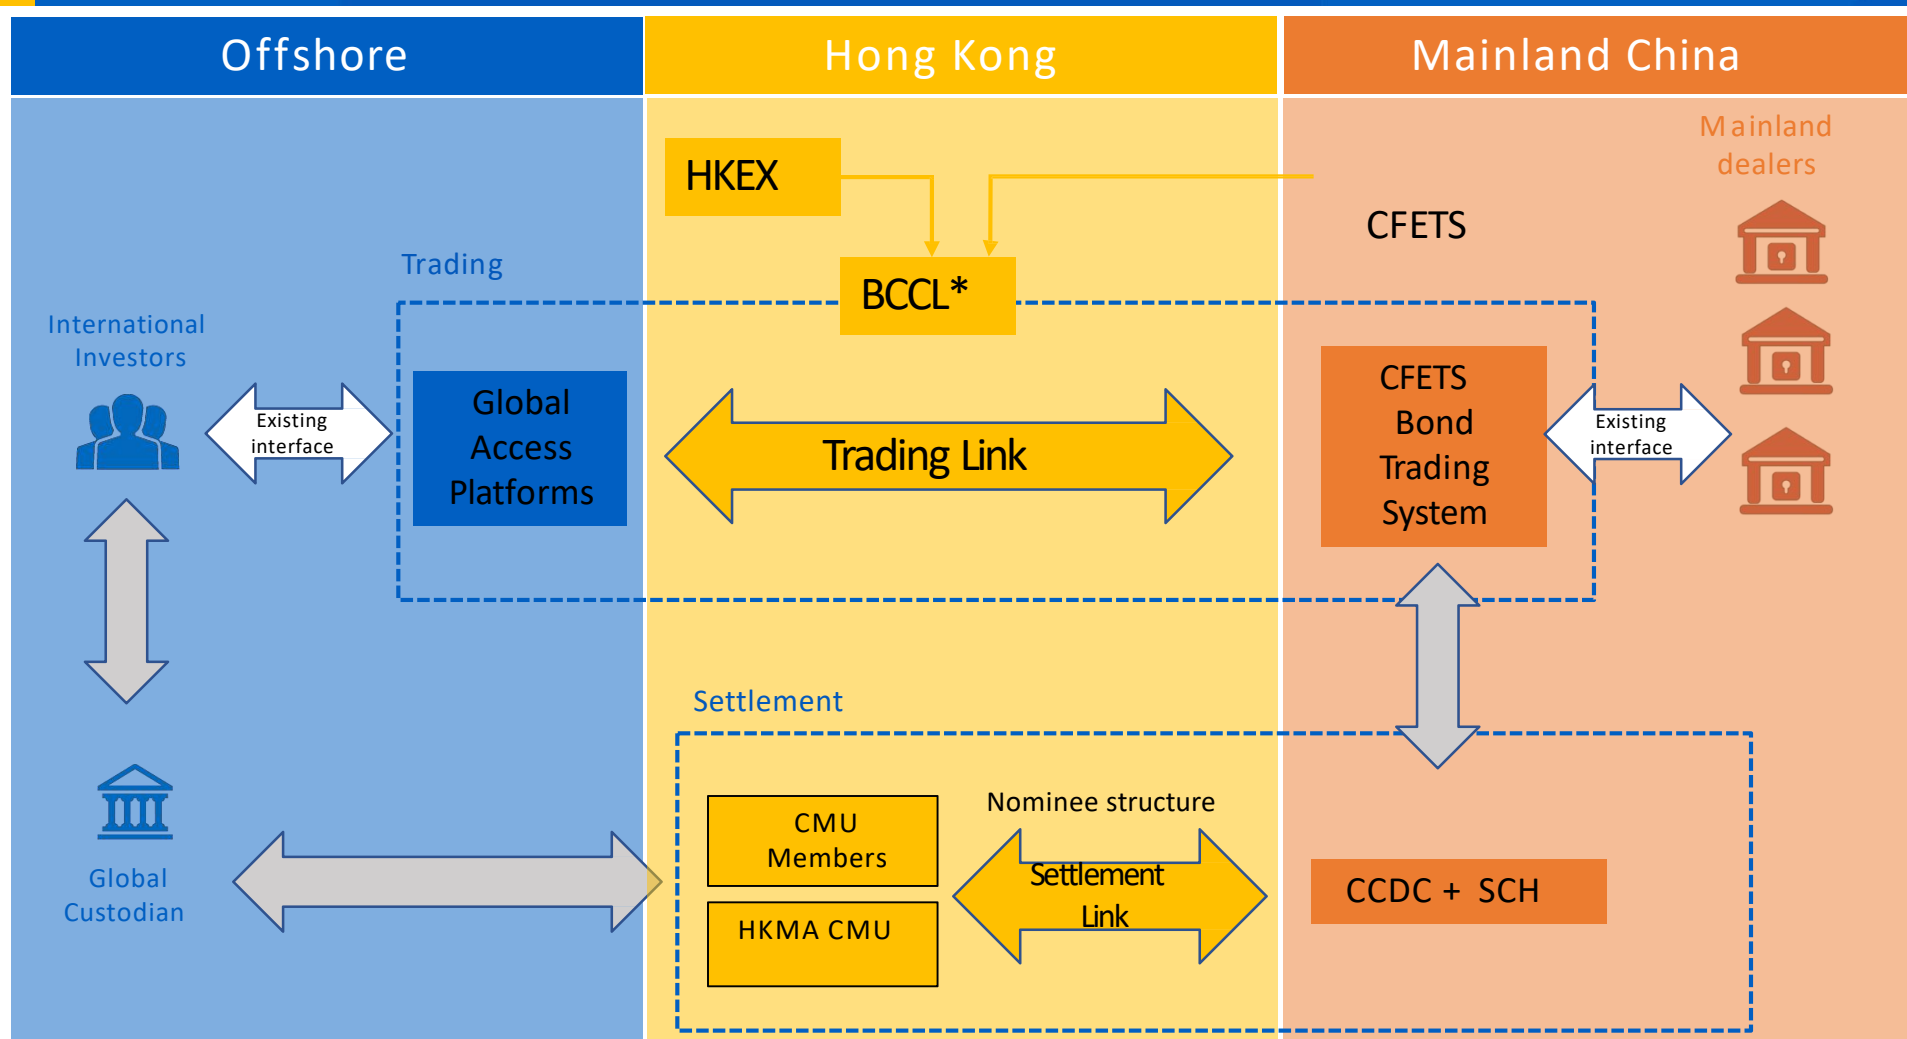 Offshore
Hong Kong
Mainland China
Mainland
dealers
HKEX
CFETS
Trading
BCCL*
International
Investors
Existing
interface
Global
Access
Platforms
Trading Link
CFETS
Bond
Trading
System
Existing
interface
Settlement
Nominee structure
CMU
Members
HKMA CMU
Settlement
Link
CCDC + SCH
Global
Custodian